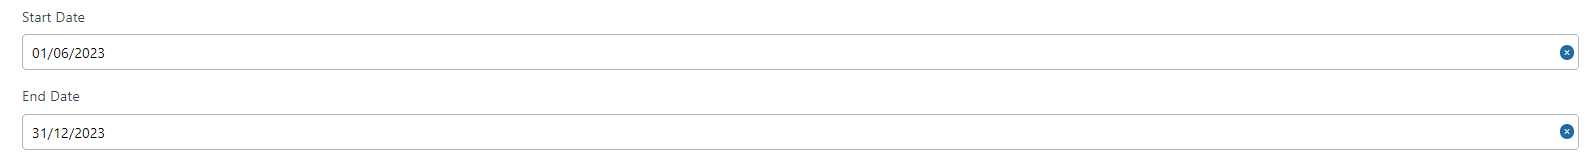 Start Date
01/06/2023
End Date
31/12/2023